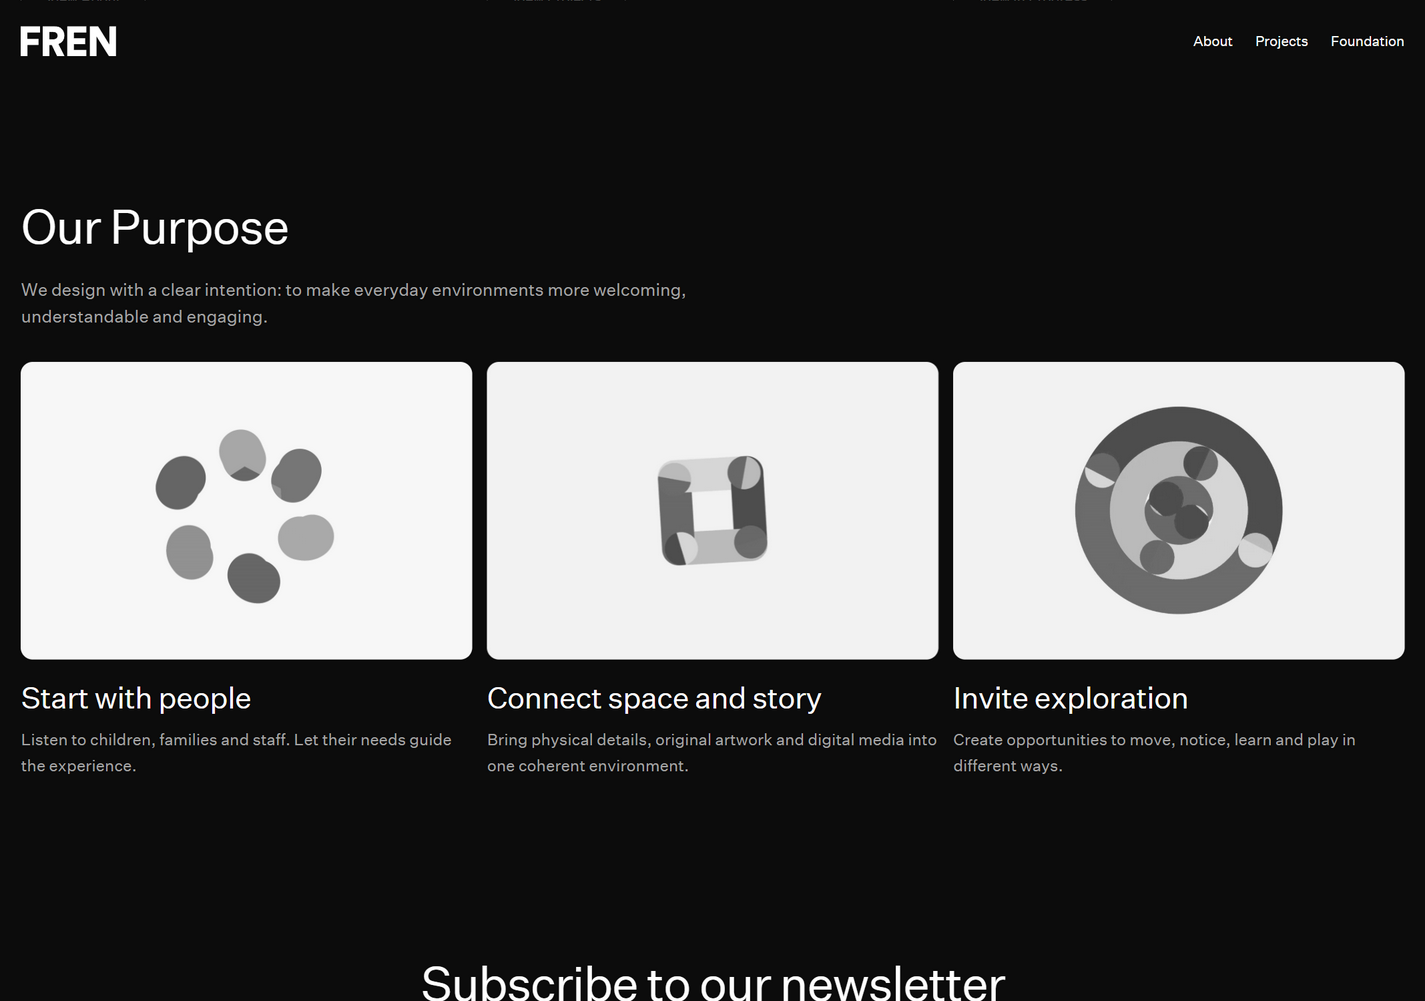 FREN
About Projects Foundation
Our Purpose
We design with a clear intention: to make everyday environments more welcoming,
understandable and engaging.
Start with people
Listen to children, families and staff. Let their needs guide
the experience.
Connect space and story
Bring physical details, original artwork and digital media into
one coherent environment.
Invite exploration
Create opportunities to move, notice, learn and play in
different ways.
Subscribe to our newsletter